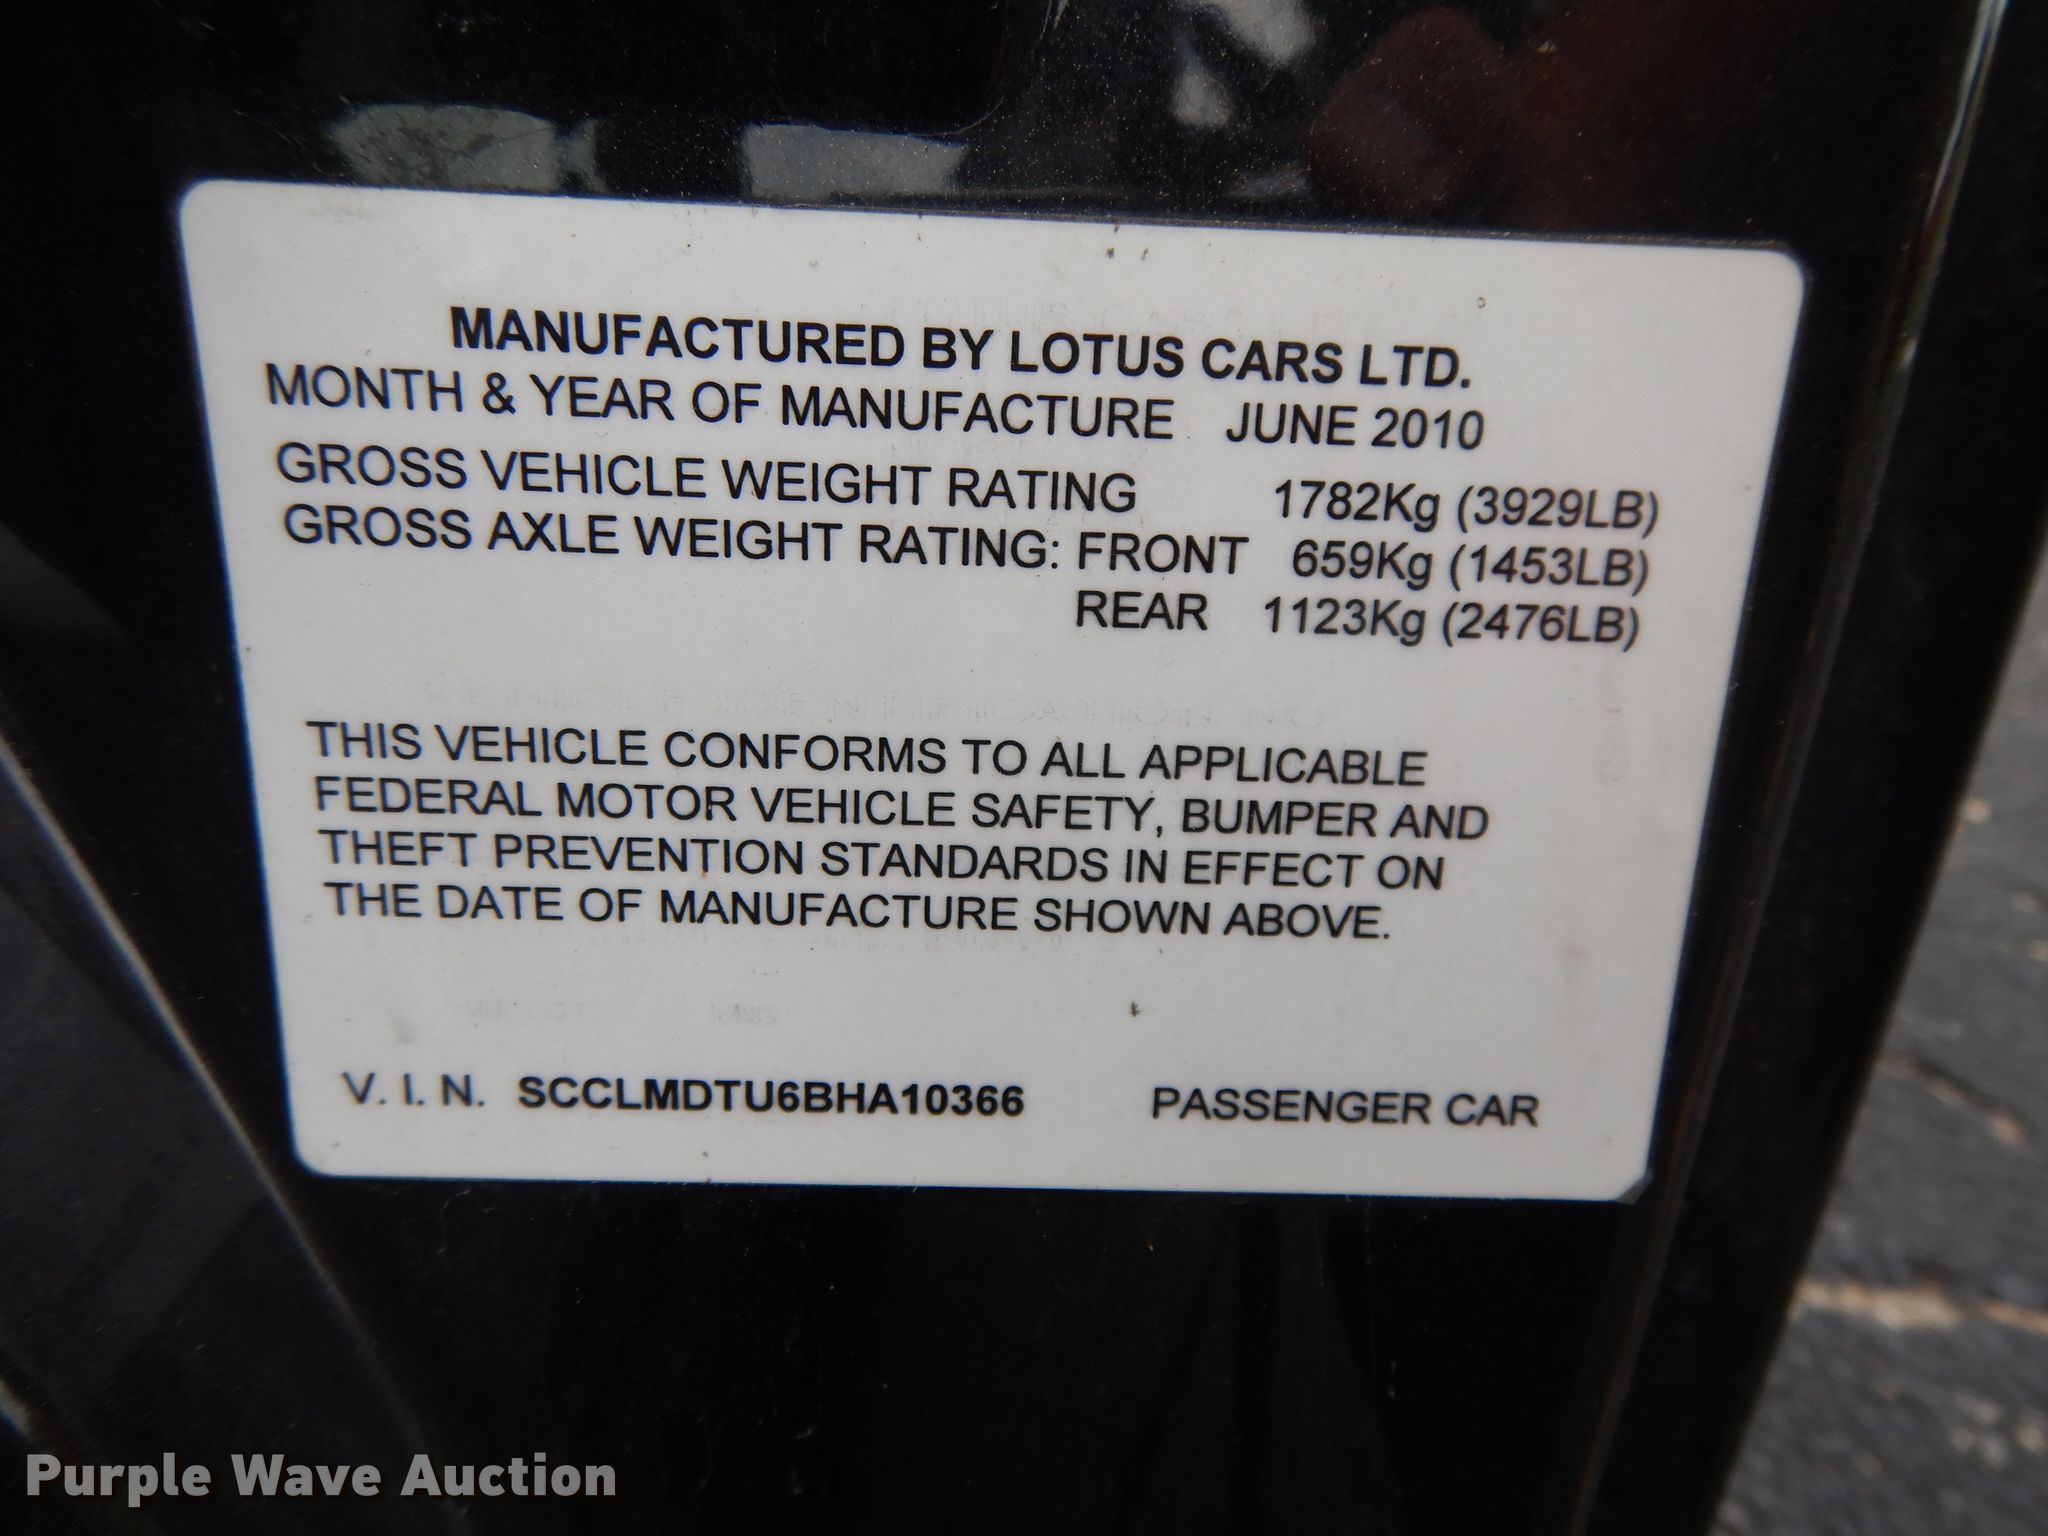 MANUFACTURED BY LOTUS CARS LTD.
MONTH & YEAR OF MANUFACTURE JUNE 2010
GROSS VEHICLE WEIGHT RATING 1782Kg (3929LB)
GROSS AXLE WEIGHT RATING: FRONT 659Kg (1453LB)
REAR 1123Kg (2476LB)
THIS VEHICLE CONFORMS TO ALL APPLICABLE
FEDERAL MOTOR VEHICLE SAFETY, BUMPER AND
THEFT PREVENTION STANDARDS IN EFFECT ON
THE DATE OF MANUFACTURE SHOWN ABOVE.
V. I. N. SCCLMDTU6BHA10366 PASSENGER CAR
Purple Wave Auction